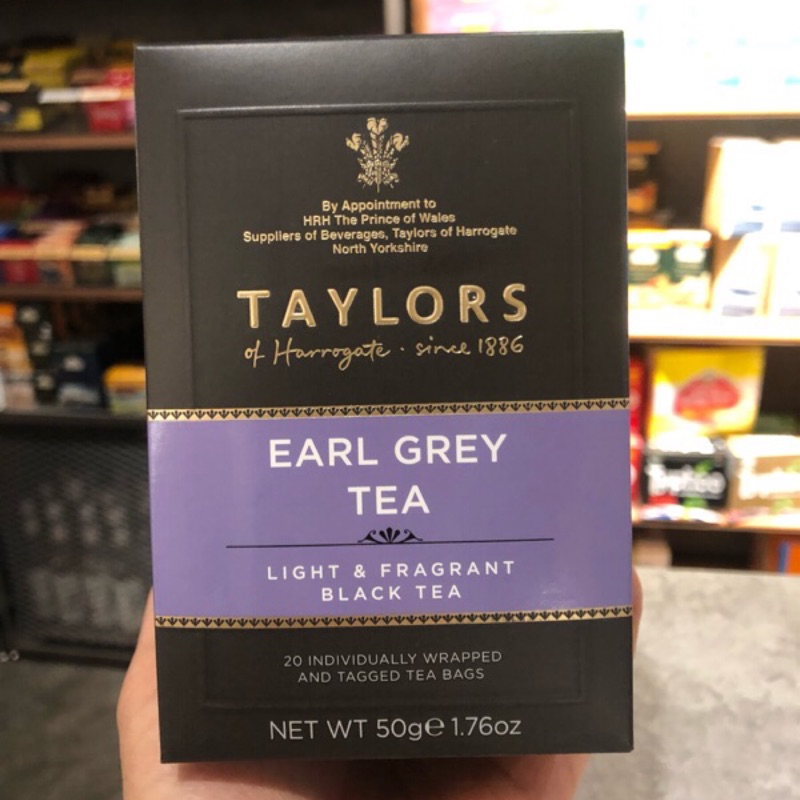 By Appointment to
HRH The Prince of Wales
Suppliers of Beverages, Taylors of Harrogate
North Yorkshire
TAYLORS
of Harrogate · since 1886
EARL GREY
TEA
LIGHT & FRAGRANT
BLACK TEA
20 INDIVIDUALLY WRAPPED
AND TAGGED TEA BAGS
NET WT 50g℮ 1.76oz